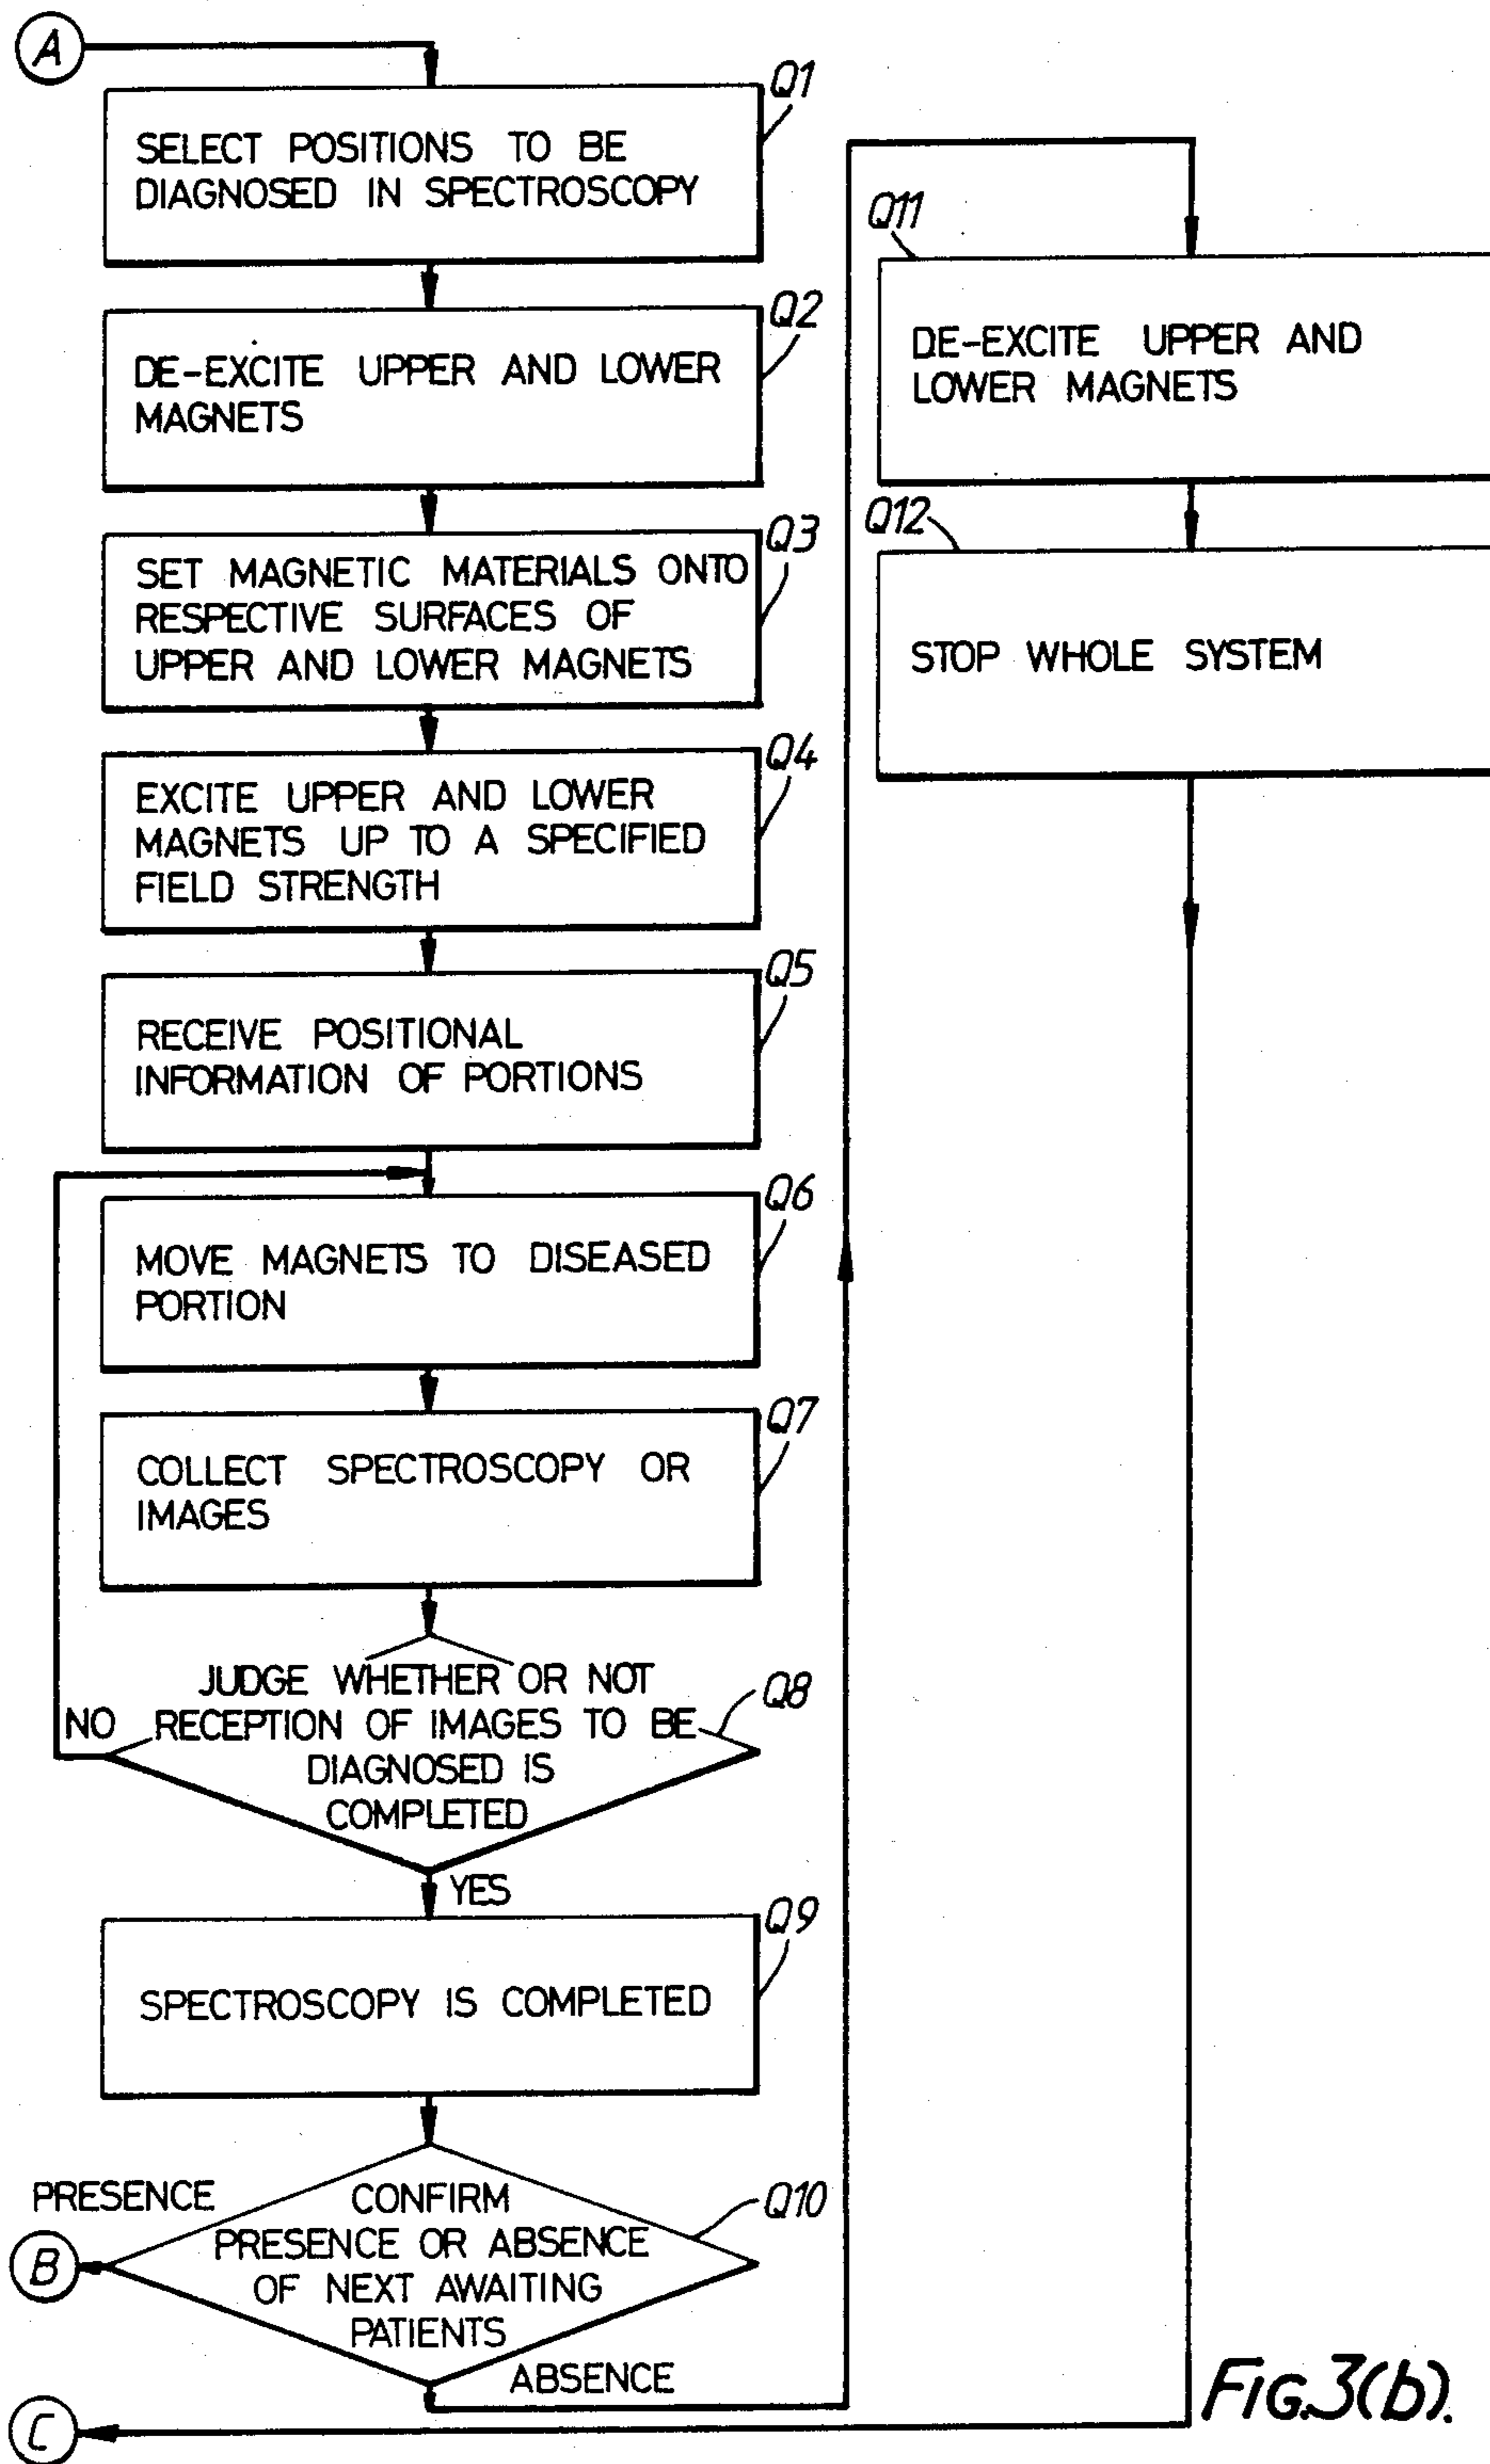 A
Q1
SELECT POSITIONS TO BE
DIAGNOSED IN SPECTROSCOPY
Q2
DE-EXCITE UPPER AND LOWER
MAGNETS
Q3
SET MAGNETIC MATERIALS ONTO
RESPECTIVE SURFACES OF
UPPER AND LOWER MAGNETS
Q4
EXCITE UPPER AND LOWER
MAGNETS UP TO A SPECIFIED
FIELD STRENGTH
Q5
RECEIVE POSITIONAL
INFORMATION OF PORTIONS
Q6
MOVE MAGNETS TO DISEASED
PORTION
Q7
COLLECT SPECTROSCOPY OR
IMAGES
Q8
JUDGE WHETHER OR NOT
RECEPTION OF IMAGES TO BE
DIAGNOSED IS
COMPLETED
NO
YES
Q9
SPECTROSCOPY IS COMPLETED
Q10
PRESENCE
CONFIRM
PRESENCE OR ABSENCE
OF NEXT AWAITING
PATIENTS
B
ABSENCE
Q11
DE-EXCITE UPPER AND
LOWER MAGNETS
Q12
STOP WHOLE SYSTEM
C
FIG.3(b).